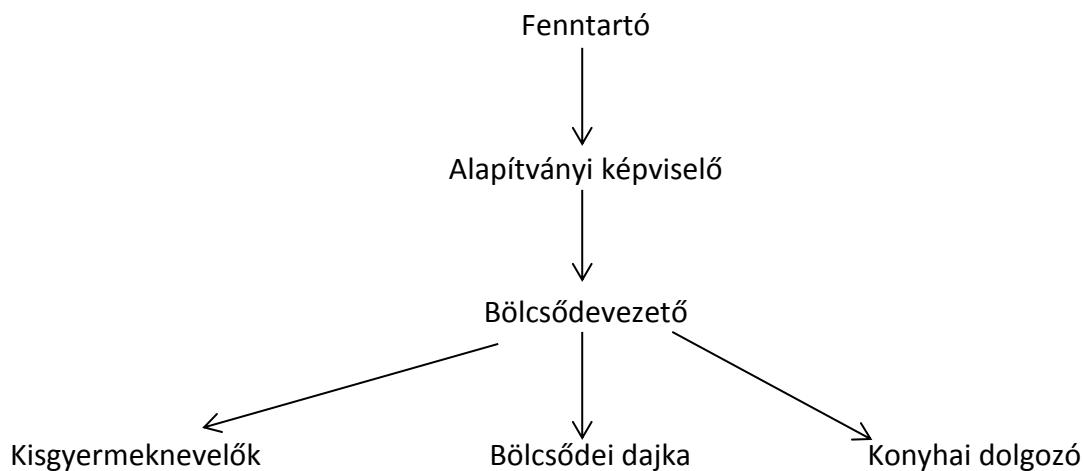 Fenntartó
Alapítványi képviselő
Bölcsődevezető
Kisgyermeknevelők
Bölcsődei dajka
Konyhai dolgozó